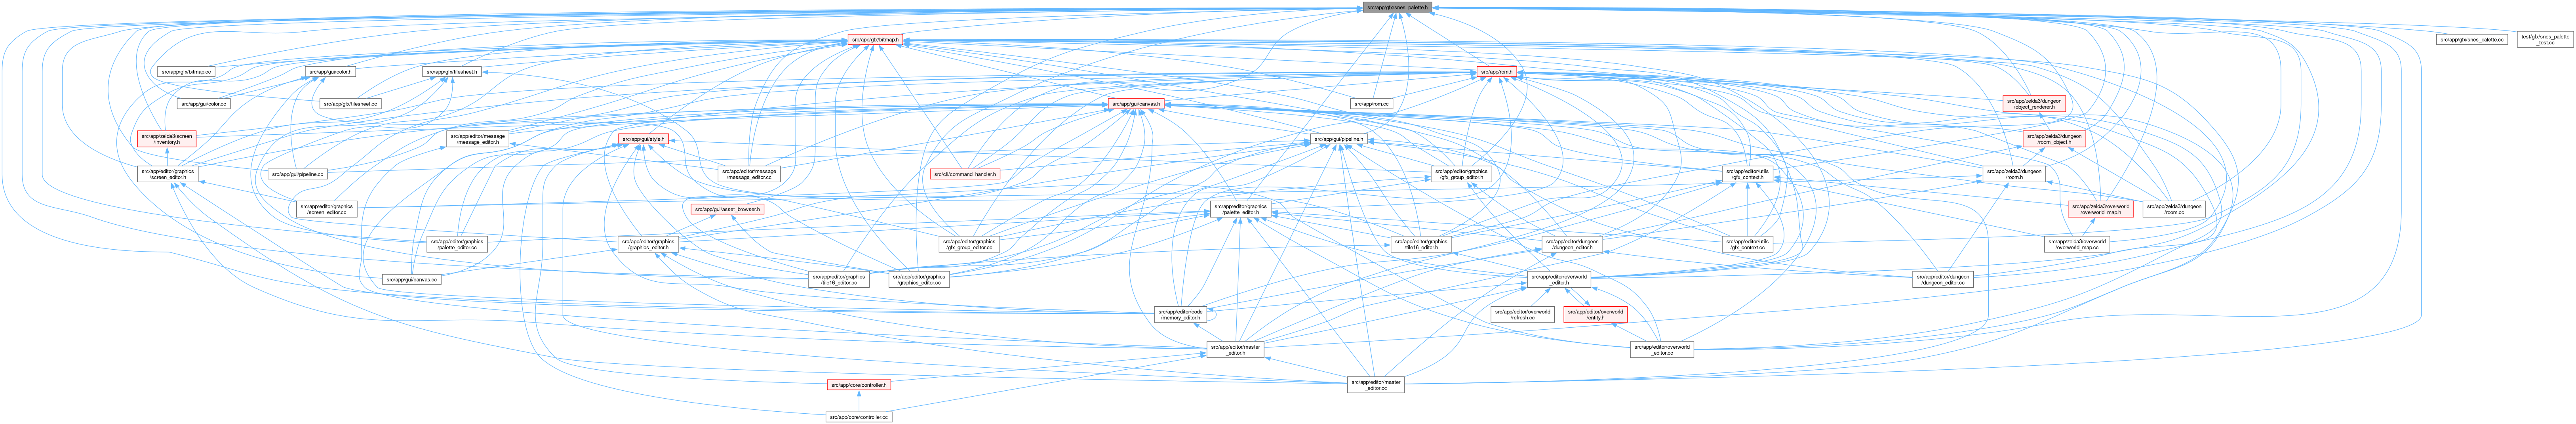 src/app/gfx/snes_palette.h
src/app/gfx/bitmap.h
src/app/gfx/snes_palette.cc
test/gfx/snes_palette
_test.cc
src/app/gfx/bitmap.cc
src/app/gui/color.h
src/app/gfx/tilesheet.h
src/app/rom.h
src/app/gui/color.cc
src/app/gfx/tilesheet.cc
src/app/gui/canvas.h
src/app/rom.cc
src/app/zelda3/dungeon
/object_renderer.h
src/app/zelda3/screen
/inventory.h
src/app/editor/message
/message_editor.h
src/app/gui/style.h
src/app/gui/pipeline.h
src/app/zelda3/dungeon
/room_object.h
src/app/editor/graphics
/screen_editor.h
src/app/gui/pipeline.cc
src/app/editor/message
/message_editor.cc
src/cli/command_handler.h
src/app/editor/graphics
/gfx_group_editor.h
src/app/editor/utils
/gfx_context.h
src/app/zelda3/dungeon
/room.h
src/app/editor/graphics
/screen_editor.cc
src/app/gui/asset_browser.h
src/app/editor/graphics
/palette_editor.h
src/app/zelda3/overworld
/overworld_map.h
src/app/zelda3/dungeon
/room.cc
src/app/editor/graphics
/palette_editor.cc
src/app/editor/graphics
/graphics_editor.h
src/app/editor/graphics
/gfx_group_editor.cc
src/app/editor/graphics
/tile16_editor.h
src/app/editor/dungeon
/dungeon_editor.h
src/app/editor/utils
/gfx_context.cc
src/app/zelda3/overworld
/overworld_map.cc
src/app/gui/canvas.cc
src/app/editor/graphics
/tile16_editor.cc
src/app/editor/graphics
/graphics_editor.cc
src/app/editor/overworld
_editor.h
src/app/editor/dungeon
/dungeon_editor.cc
src/app/editor/code
/memory_editor.h
src/app/editor/overworld
/refresh.cc
src/app/editor/overworld
/entity.h
src/app/editor/master
_editor.h
src/app/editor/overworld
_editor.cc
src/app/core/controller.h
src/app/editor/master
_editor.cc
src/app/core/controller.cc